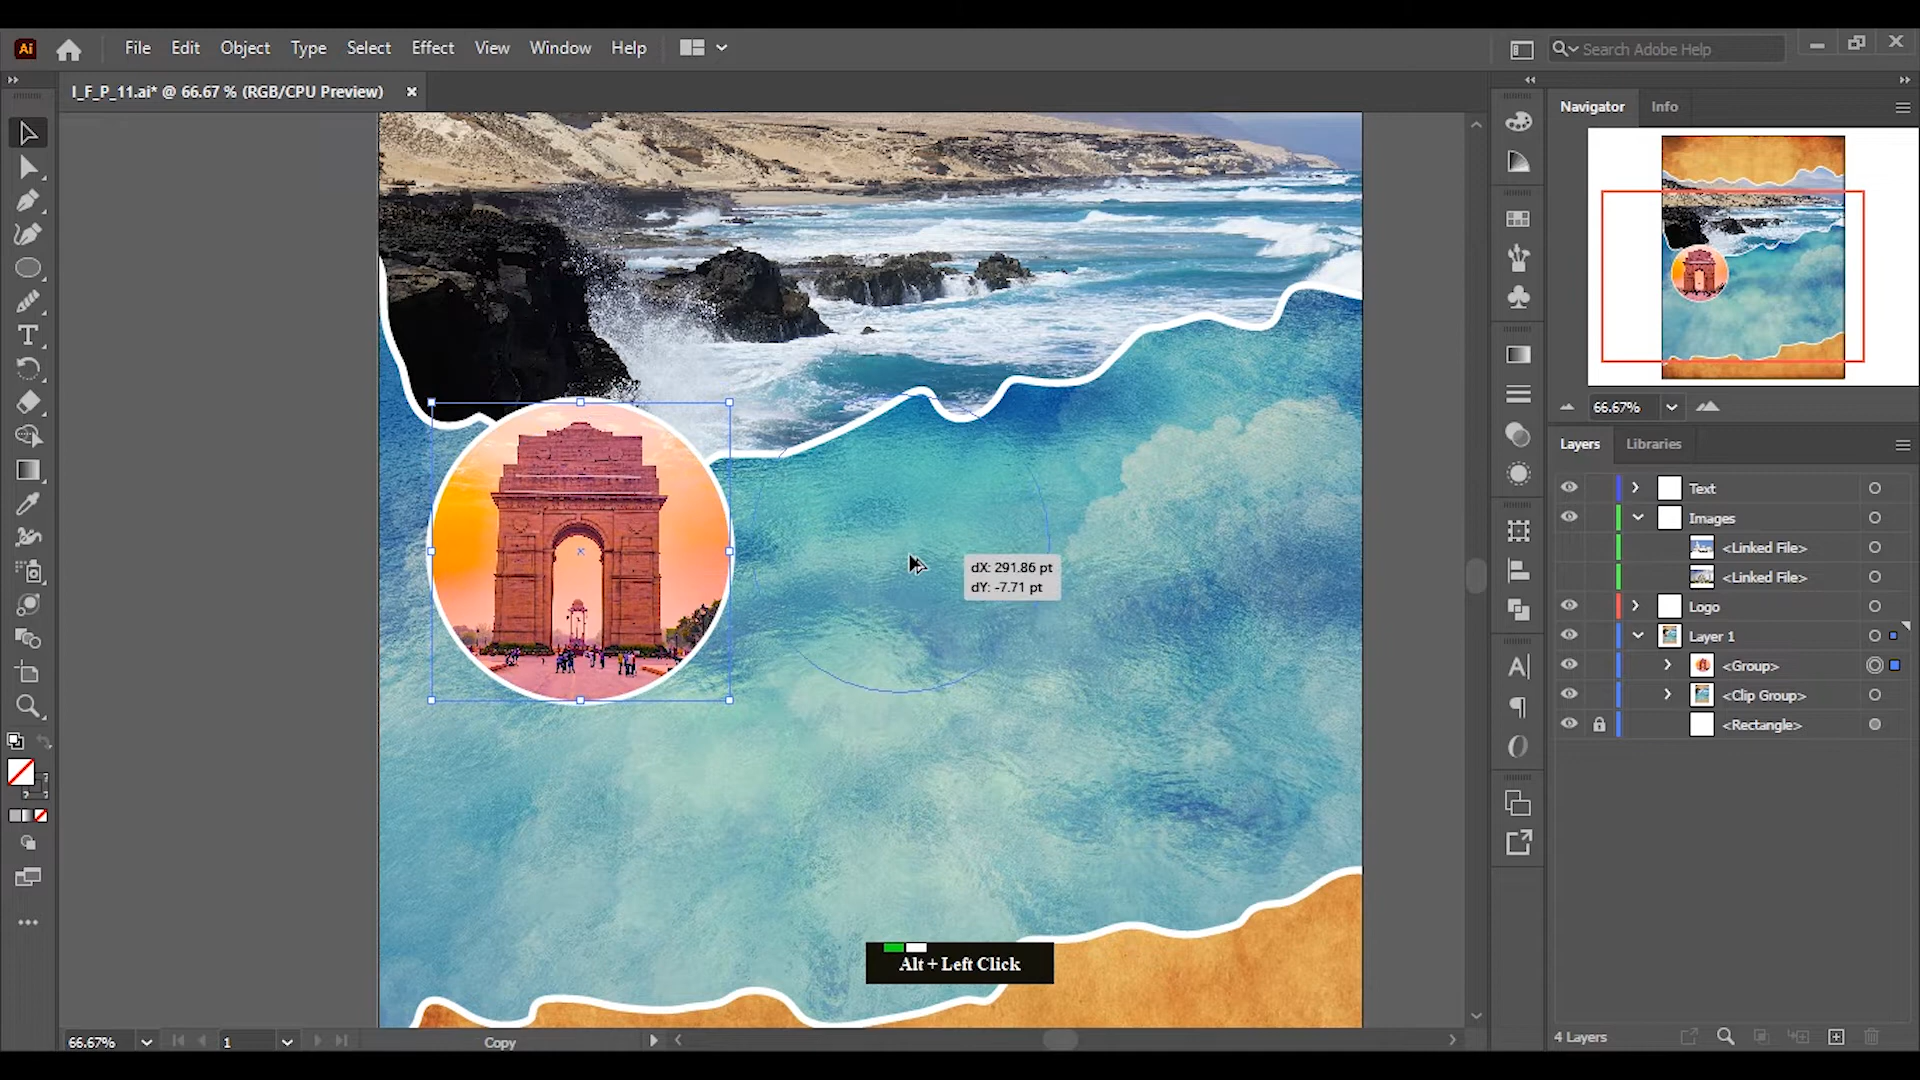 Ai File Edit Object Type Select Effect View Window Help Search Adobe Help
I_F_P_11.ai* @ 66.67 % (RGB/CPU Preview)
Navigator Info
66.67%
Layers Libraries
Text
Images
<Linked File>
<Linked File>
Logo
Layer 1
<Group>
<Clip Group>
<Rectangle>
dX: 291.86 pt
dY: -7.71 pt
Alt + Left Click
66.67% 1 Copy
4 Layers